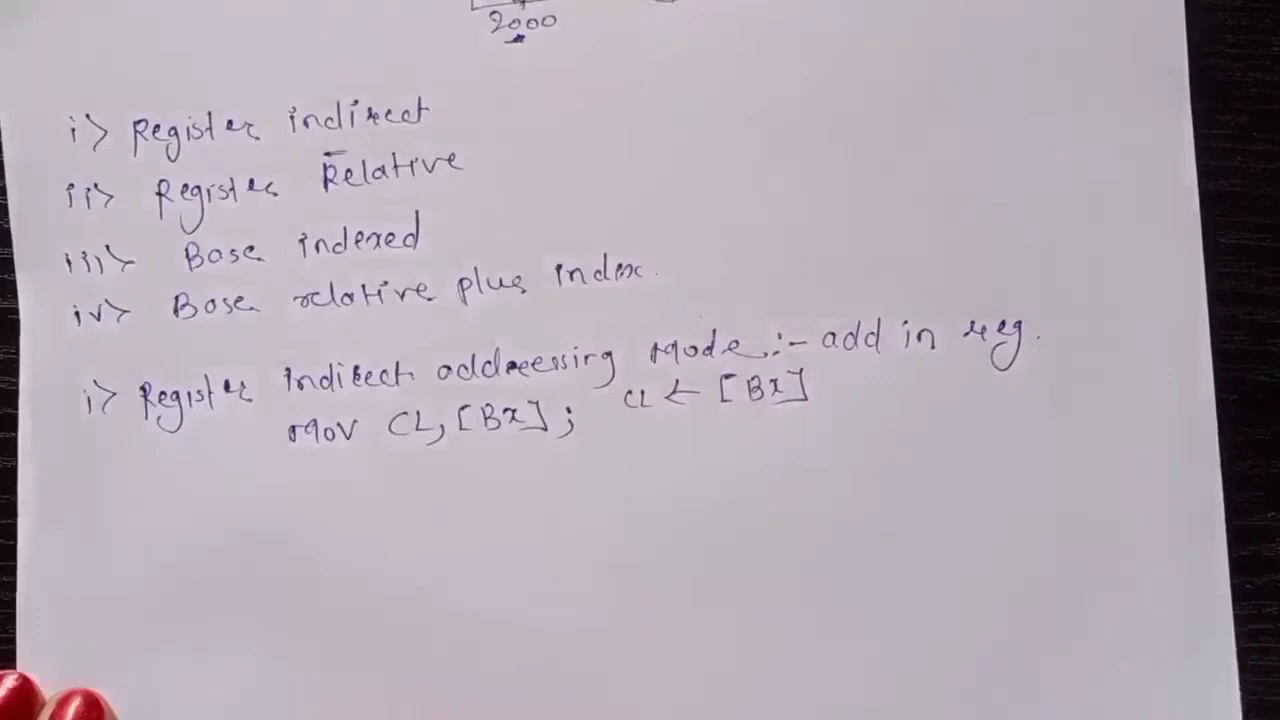 2000
i> Register indirect
ii> Register Relative
iii> Base indexed
iv> Base relative plus index.
i> Register indirect addressing mode :- add in reg.
mov CL, [Bx] ; CL ← [Bx]